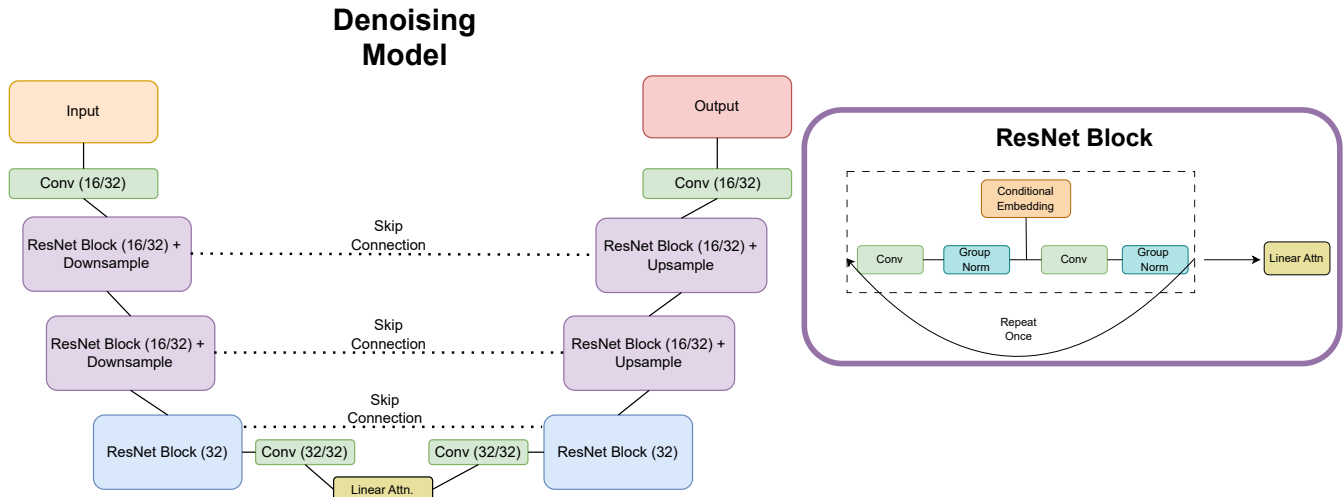 Denoising
Model
Input
Output
Conv (16/32)
Conv (16/32)
ResNet Block (16/32) +
Downsample
Skip
Connection
ResNet Block (16/32) +
Upsample
ResNet Block (16/32) +
Downsample
Skip
Connection
ResNet Block (16/32) +
Upsample
Skip
Connection
ResNet Block (32)
Conv (32/32)
Conv (32/32)
ResNet Block (32)
Linear Attn.
ResNet Block
Conditional
Embedding
Conv
Group
Norm
Conv
Group
Norm
Linear Attn
Repeat
Once